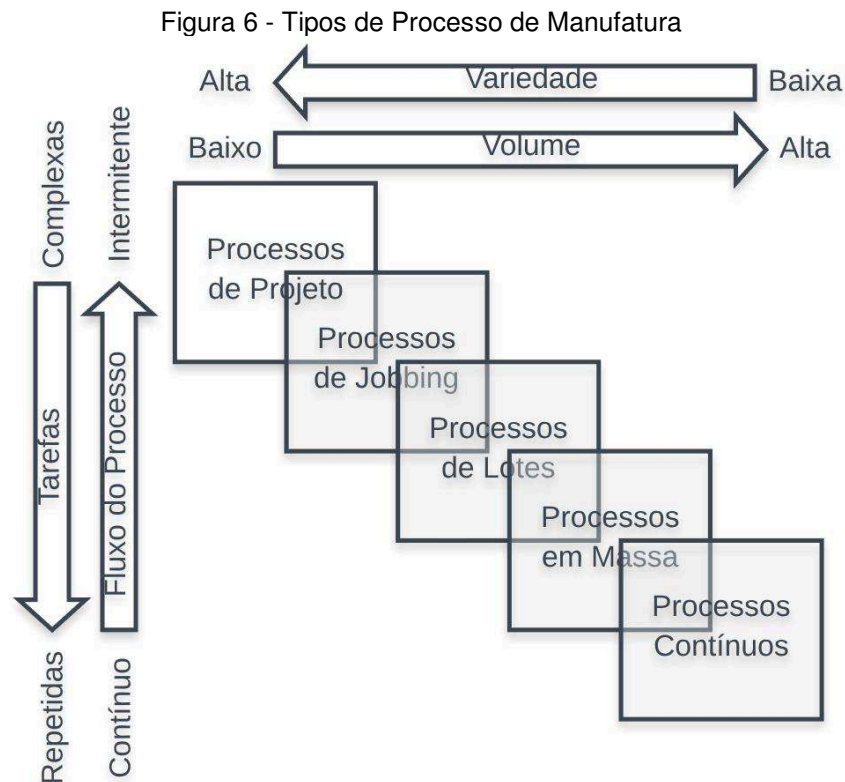 Figura 6 - Tipos de Processo de Manufatura
Alta
Variedade
Baixa
Baixo
Volume
Alta
Complexas
Tarefas
Repetidas
Intermitente
Fluxo do Processo
Contínuo
Processos
de Projeto
Processos
de Jobbing
Processos
de Lotes
Processos
em Massa
Processos
Contínuos